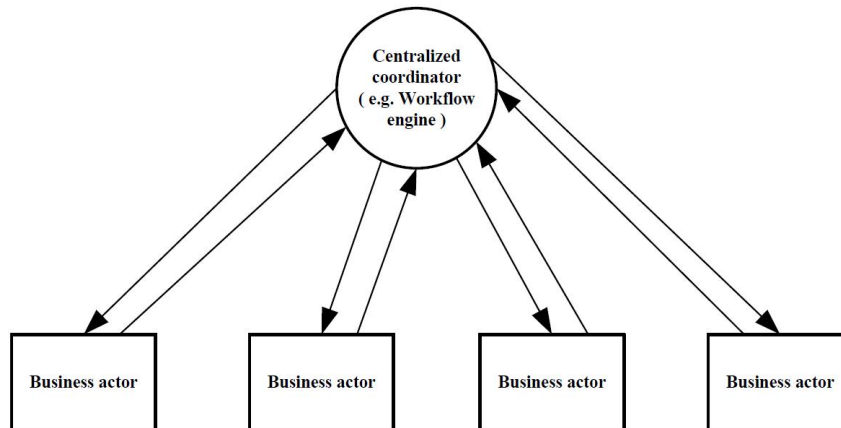 Centralized
coordinator
( e.g. Workflow
engine )
Business actor
Business actor
Business actor
Business actor